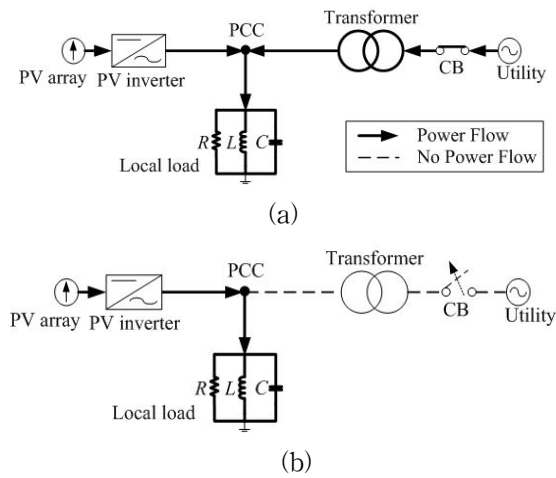 PCC
Transformer
PV array
PV inverter
CB
Utility
R L C
Local load
Power Flow
No Power Flow
(a)
PCC
Transformer
PV array
PV inverter
CB
Utility
R L C
Local load
(b)